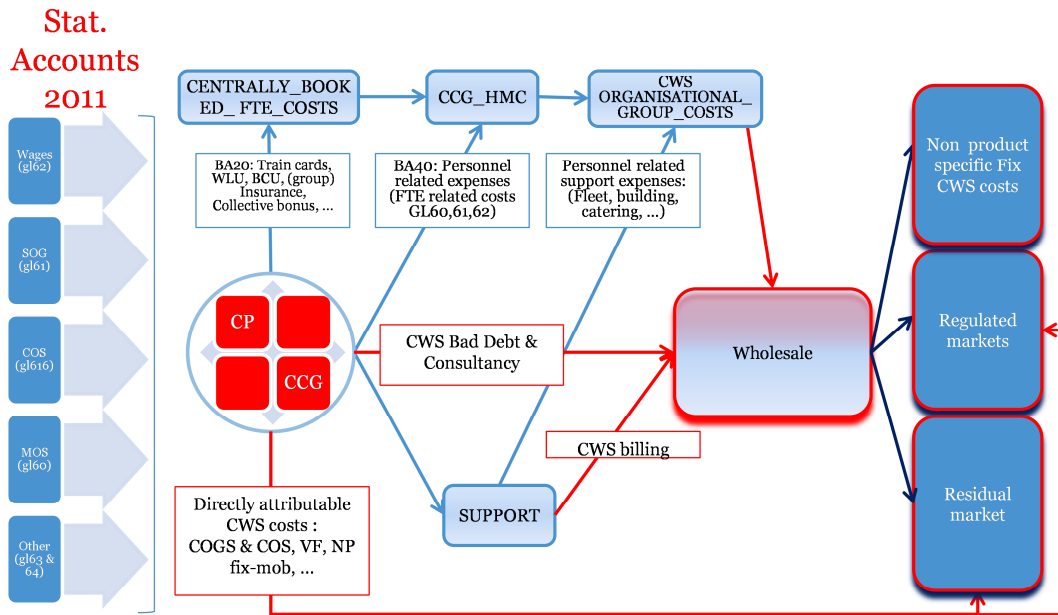 Stat.
Accounts
2011
Wages
(gl62)
SOG
(gl61)
COS
(gl616)
MOS
(gl60)
Other
(gl63 &
64)
CENTRALLY_BOOK
ED_ FTE_COSTS
CCG_HMC
CWS
ORGANISATIONAL_
GROUP_COSTS
BA20: Train cards,
WLU, BCU, (group)
Insurance,
Collective bonus, ...
BA40: Personnel
related expenses
(FTE related costs
GL60,61,62)
Personnel related
support expenses:
(Fleet, building,
catering, ...)
CP
CCG
CWS Bad Debt &
Consultancy
Wholesale
CWS billing
SUPPORT
Directly attributable
CWS costs :
COGS & COS, VF, NP
fix-mob, ...
Non product
specific Fix
CWS costs
Regulated
markets
Residual
market